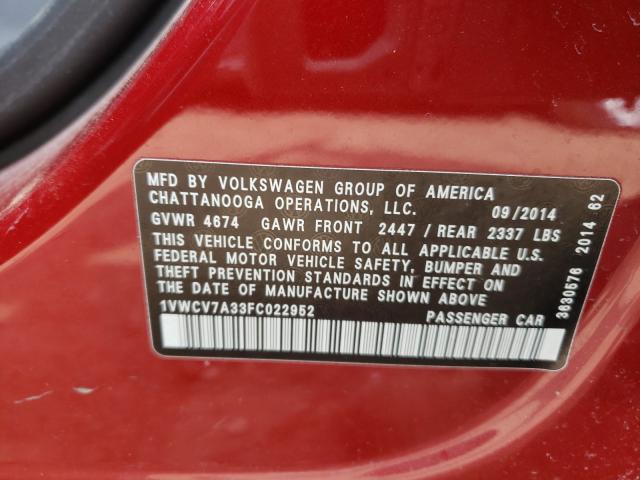 MFD BY VOLKSWAGEN GROUP OF AMERICA
CHATTANOOGA OPERATIONS, LLC. 09/2014
GVWR 4674 GAWR FRONT 2447 / REAR 2337 LBS
THIS VEHICLE CONFORMS TO ALL APPLICABLE U.S.
FEDERAL MOTOR VEHICLE SAFETY, BUMPER AND
THEFT PREVENTION STANDARDS IN EFFECT ON
THE DATE OF MANUFACTURE SHOWN ABOVE
1VWCV7A33FC022952 PASSENGER CAR
3630576 2014 62